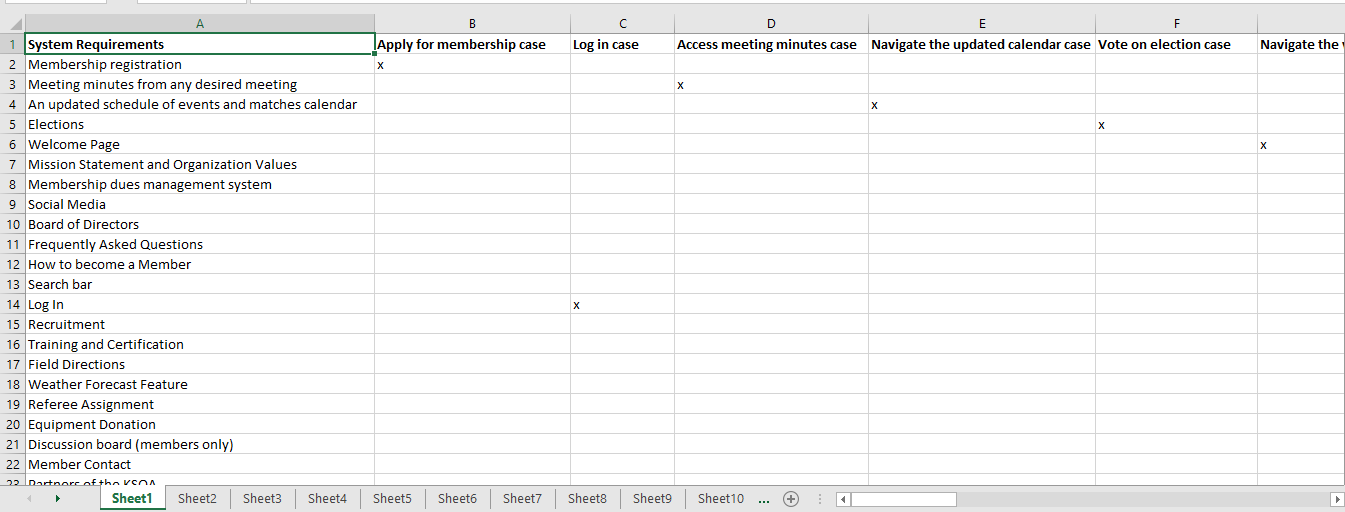 A B C D E F
1 System Requirements Apply for membership case Log in case Access meeting minutes case Navigate the updated calendar case Vote on election case Navigate the
2 Membership registration x
3 Meeting minutes from any desired meeting x
4 An updated schedule of events and matches calendar x
5 Elections x
6 Welcome Page x
7 Mission Statement and Organization Values
8 Membership dues management system
9 Social Media
10 Board of Directors
11 Frequently Asked Questions
12 How to become a Member
13 Search bar
14 Log In x
15 Recruitment
16 Training and Certification
17 Field Directions
18 Weather Forecast Feature
19 Referee Assignment
20 Equipment Donation
21 Discussion board (members only)
22 Member Contact
23 Partners of the KSOA
Sheet1 Sheet2 Sheet3 Sheet4 Sheet5 Sheet6 Sheet7 Sheet8 Sheet9 Sheet10 ...